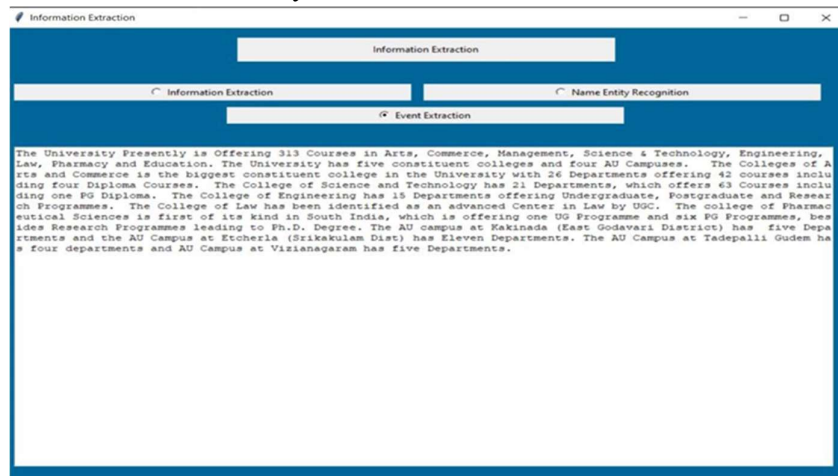 Information Extraction
Information Extraction
Information Extraction
Name Entity Recognition
Event Extraction
The University Presently is Offering 313 Courses in Arts, Commerce, Management, Science & Technology, Engineering,
Law, Pharmacy and Education. The University has five constituent colleges and four AU Campuses.   The Colleges of A
rts and Commerce is the biggest constituent college in the University with 26 Departments offering 42 courses inclu
ding four Diploma Courses.  The College of Science and Technology has 21 Departments, which offers 63 Courses inclu
ding one PG Diploma.  The College of Engineering has 15 Departments offering Undergraduate, Postgraduate and Resear
ch Programmes.  The College of Law has been identified as an advanced Center in Law by UGC.  The college of Pharmac
eutical Sciences is first of its kind in South India, which is offering one UG Programme and six PG Programmes, bes
ides Research Programmes leading to Ph.D. Degree. The AU campus at Kakinada (East Godavari District) has  five Depa
rtments and the AU Campus at Etcherla (Srikakulam Dist) has Eleven Departments. The AU Campus at Tadepalli Gudem ha
s four departments and AU Campus at Vizianagaram has five Departments.